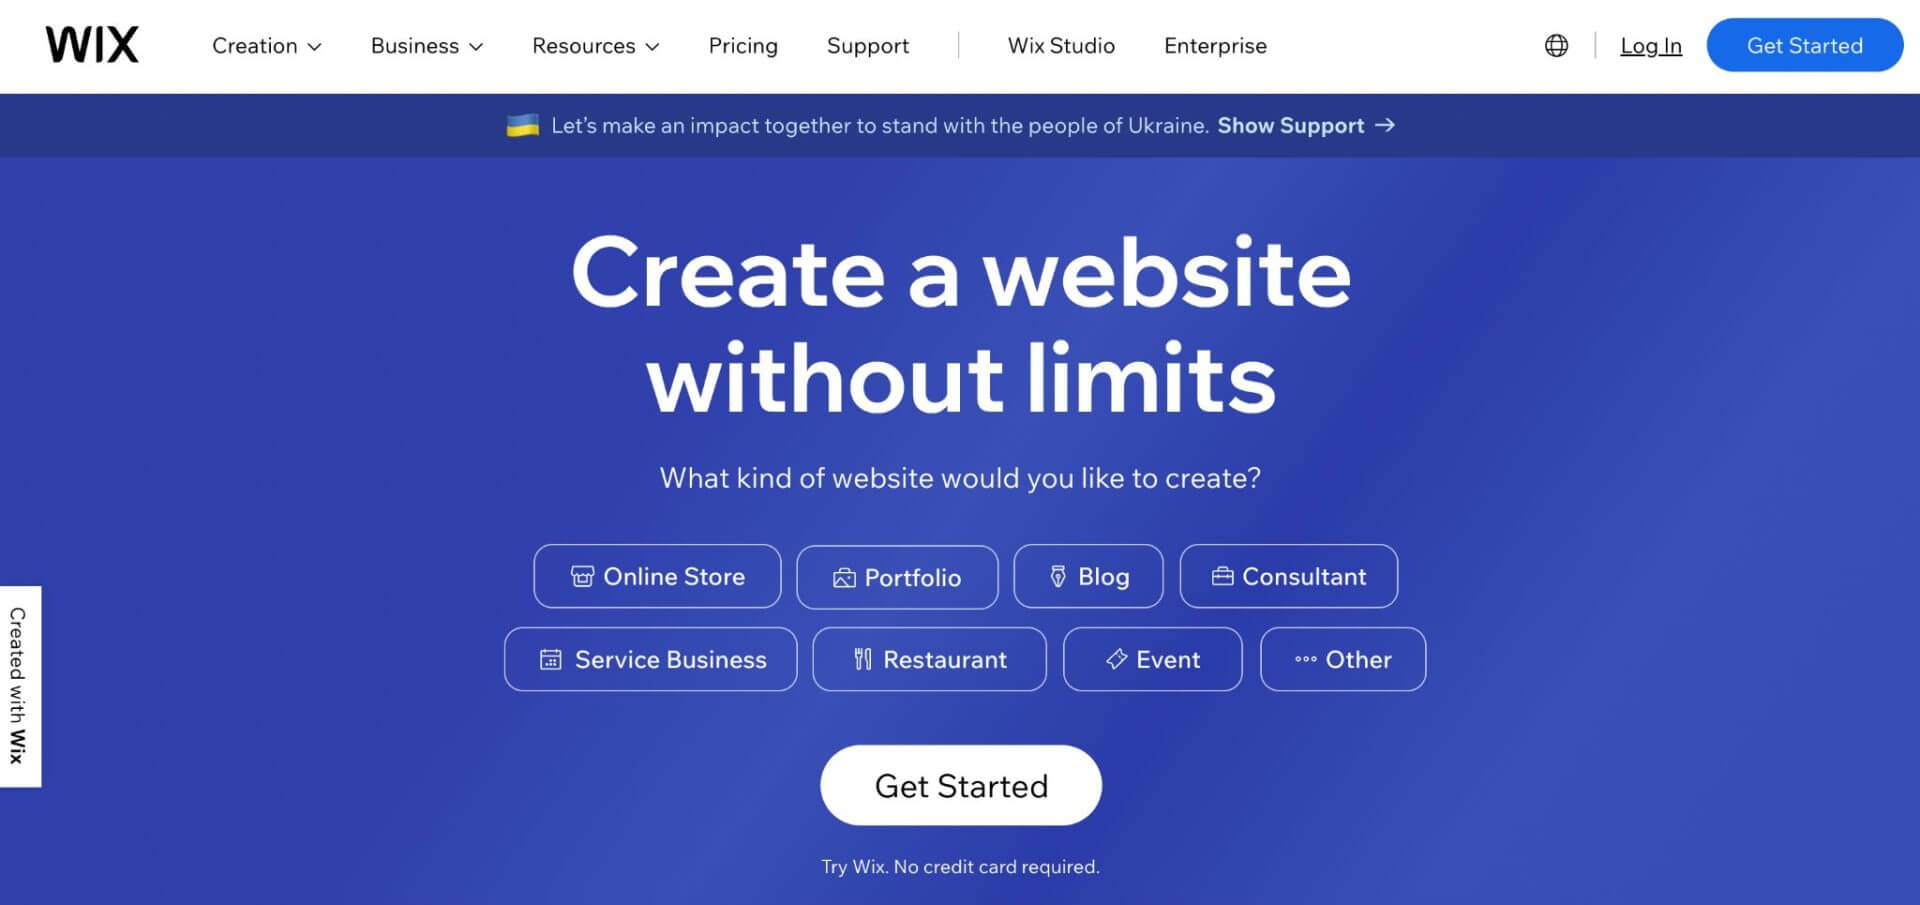 WIX Creation Business Resources Pricing Support Wix Studio Enterprise Log In Get Started
Let’s make an impact together to stand with the people of Ukraine. Show Support →
Create a website
without limits
What kind of website would you like to create?
Online Store Portfolio Blog Consultant
Service Business Restaurant Event Other
Created with Wix
Get Started
Try Wix. No credit card required.